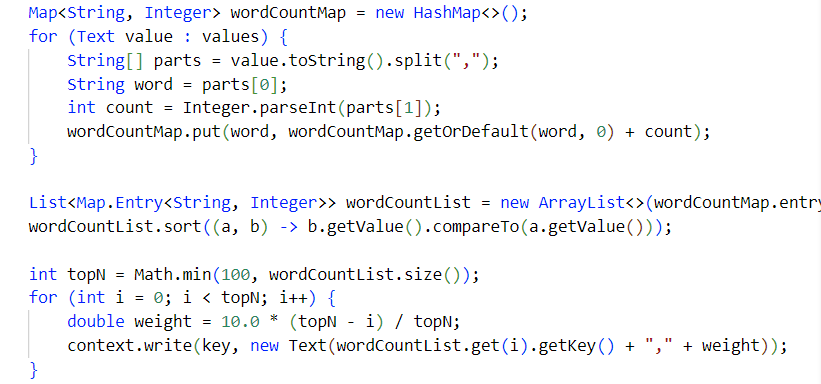 Map<String, Integer> wordCountMap = new HashMap<>();
for (Text value : values) {
    String[] parts = value.toString().split(",");
    String word = parts[0];
    int count = Integer.parseInt(parts[1]);
    wordCountMap.put(word, wordCountMap.getOrDefault(word, 0) + count);
}

List<Map.Entry<String, Integer>> wordCountList = new ArrayList<>(wordCountMap.entry
wordCountList.sort((a, b) -> b.getValue().compareTo(a.getValue()));

int topN = Math.min(100, wordCountList.size());
for (int i = 0; i < topN; i++) {
    double weight = 10.0 * (topN - i) / topN;
    context.write(key, new Text(wordCountList.get(i).getKey() + "," + weight));
}